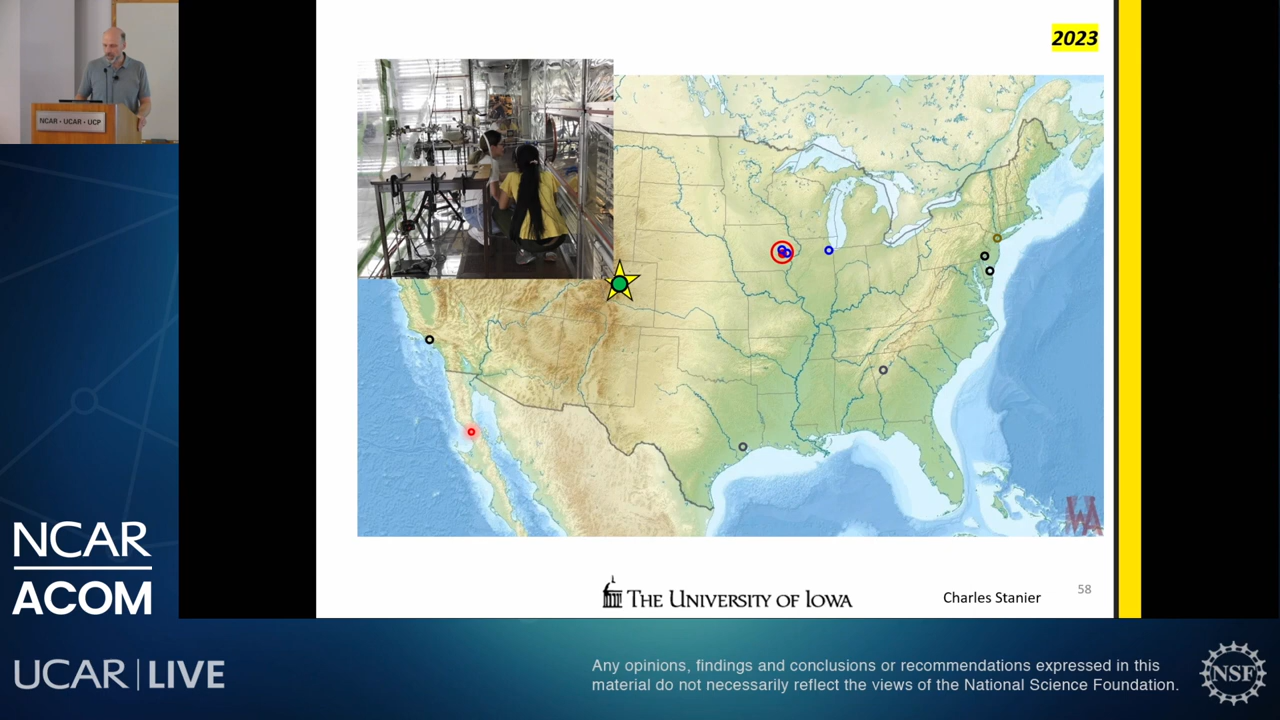 NCAR • UCAR • UCP
2023
WA
THE UNIVERSITY OF IOWA
Charles Stanier
58
NCAR
ACOM
UCAR | LIVE
Any opinions, findings and conclusions or recommendations expressed in this
material do not necessarily reflect the views of the National Science Foundation.
NSF